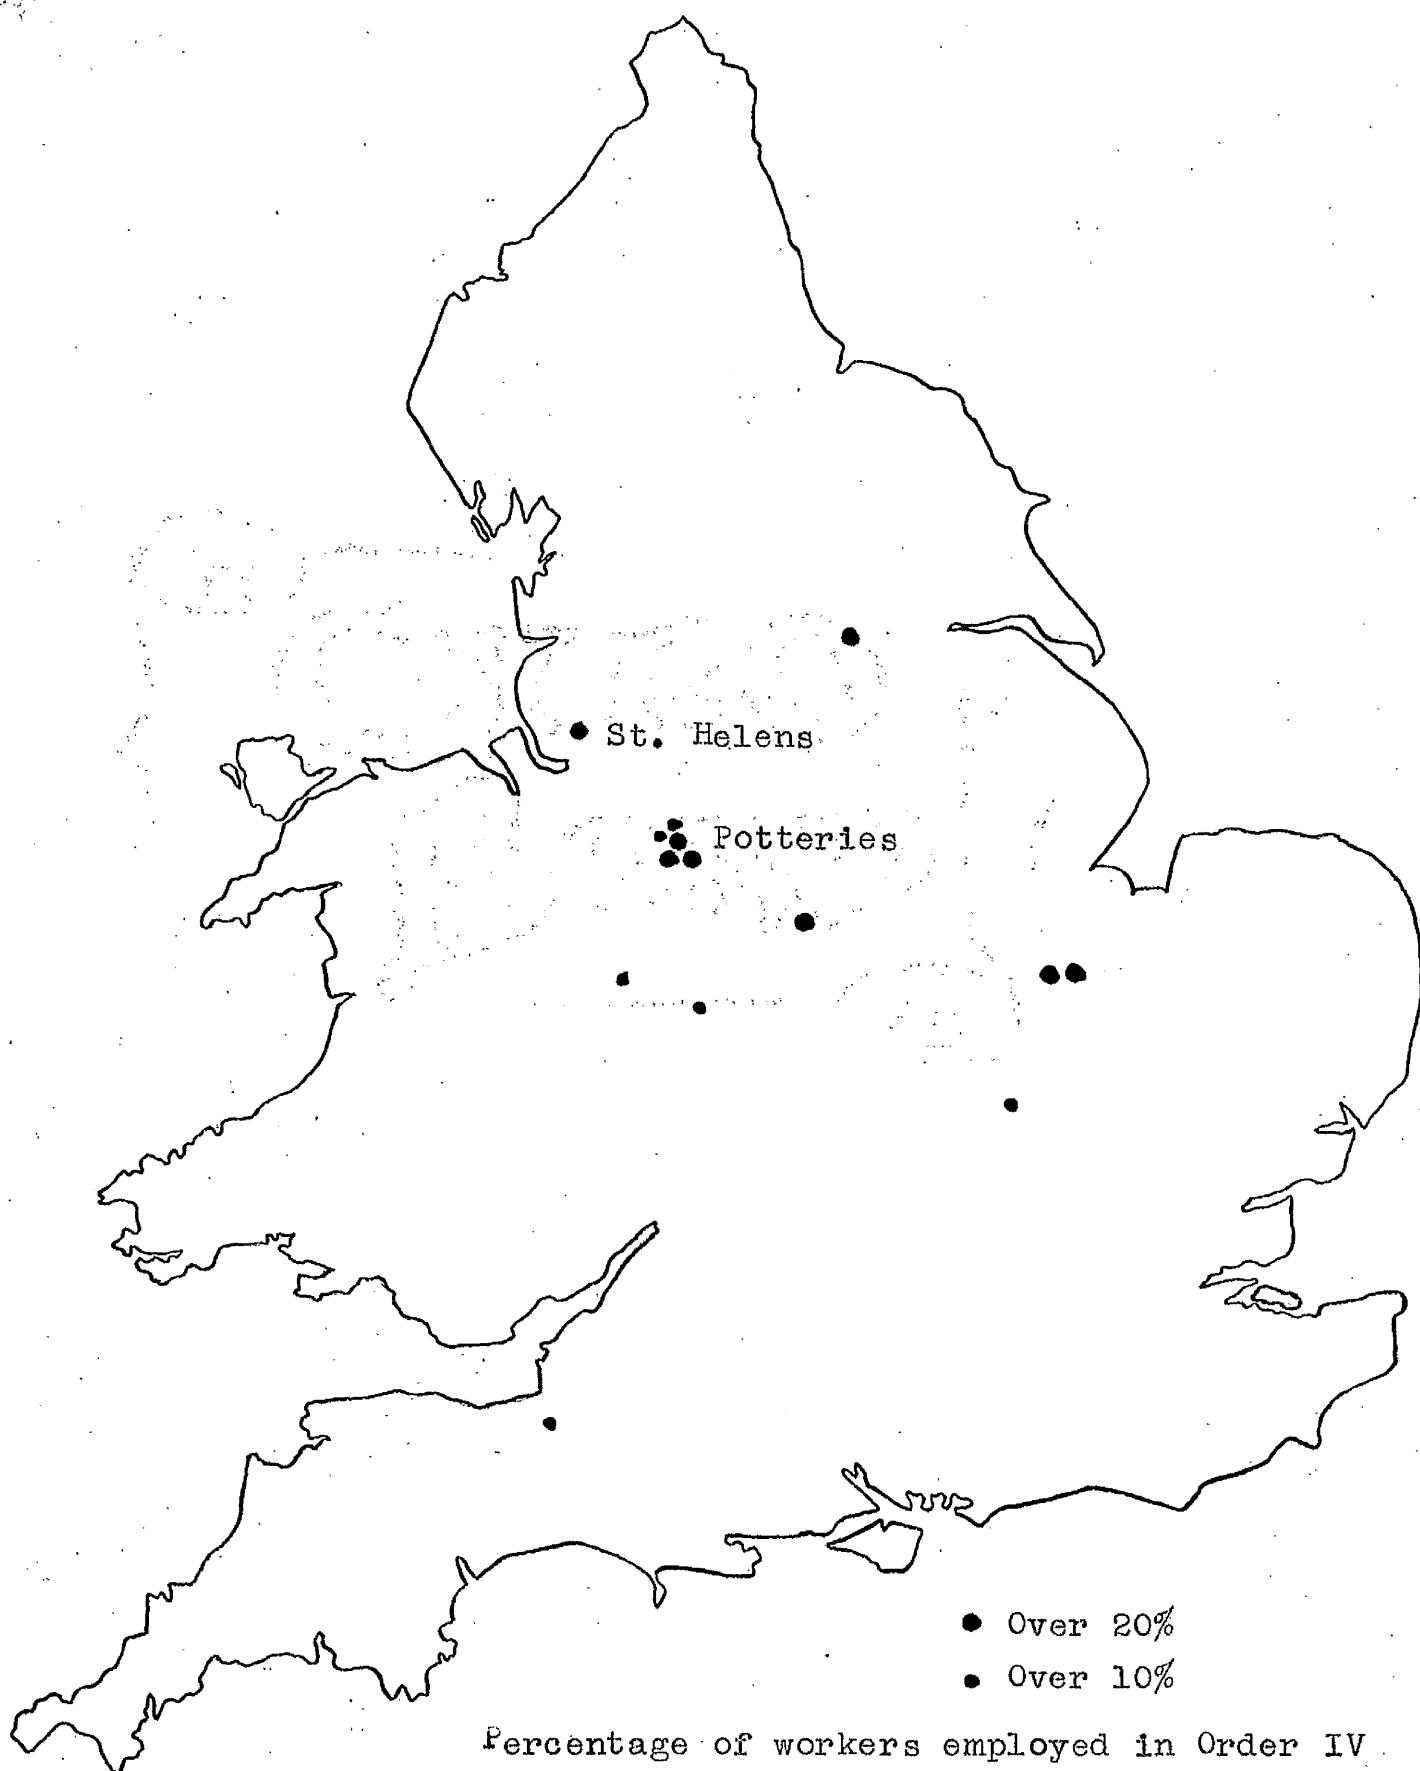 St. Helens
Potteries
Over 20%
Over 10%
Percentage of workers employed in Order IV